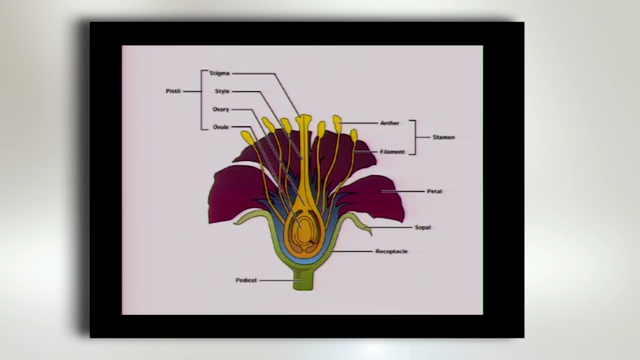 Stigma
Pistil
Style
Ovary
Ovule
Anther
Stamen
Filament
Petal
Sepal
Receptacle
Pedicel